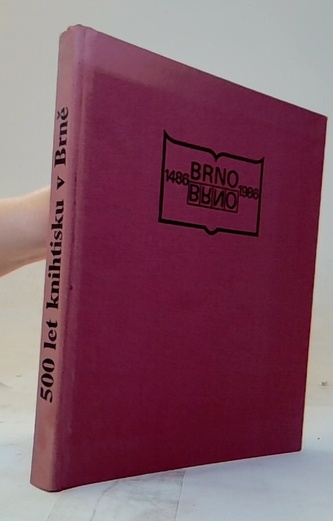 500 let knihtisku v Brně
1486 BRNO 1986
BRNO